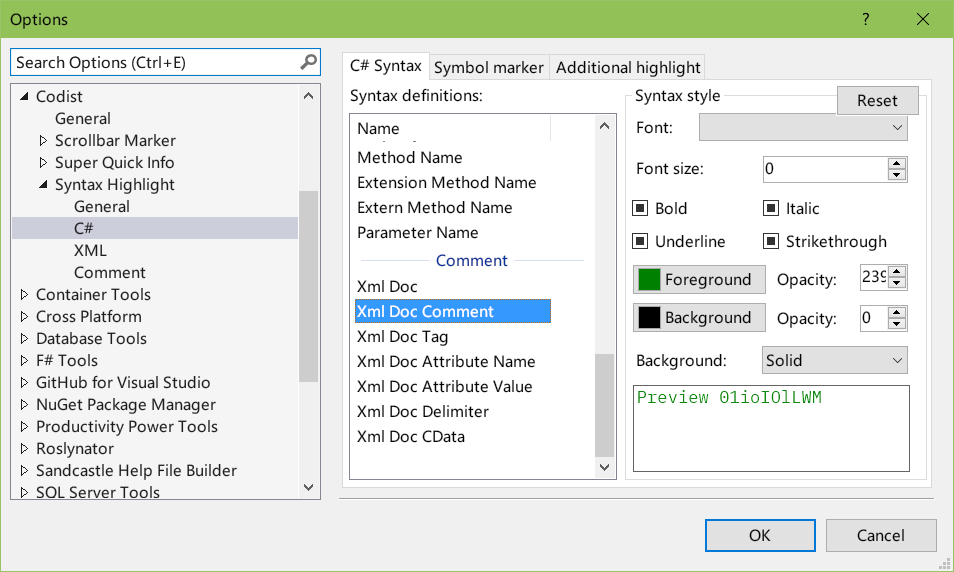 Options
?
Search Options (Ctrl+E)
Codist
General
Scrollbar Marker
Super Quick Info
Syntax Highlight
General
C#
XML
Comment
Container Tools
Cross Platform
Database Tools
F# Tools
GitHub for Visual Studio
NuGet Package Manager
Productivity Power Tools
Roslynator
Sandcastle Help File Builder
SQL Server Tools
C# Syntax
Symbol marker
Additional highlight
Syntax definitions:
Name
Method Name
Extension Method Name
Extern Method Name
Parameter Name
Comment
Xml Doc
Xml Doc Comment
Xml Doc Tag
Xml Doc Attribute Name
Xml Doc Attribute Value
Xml Doc Delimiter
Xml Doc CData
Syntax style
Reset
Font:
Font size: 0
Bold
Italic
Underline
Strikethrough
Foreground
Opacity: 239
Background
Opacity: 0
Background: Solid
Preview 01ioIOlLWM
OK
Cancel